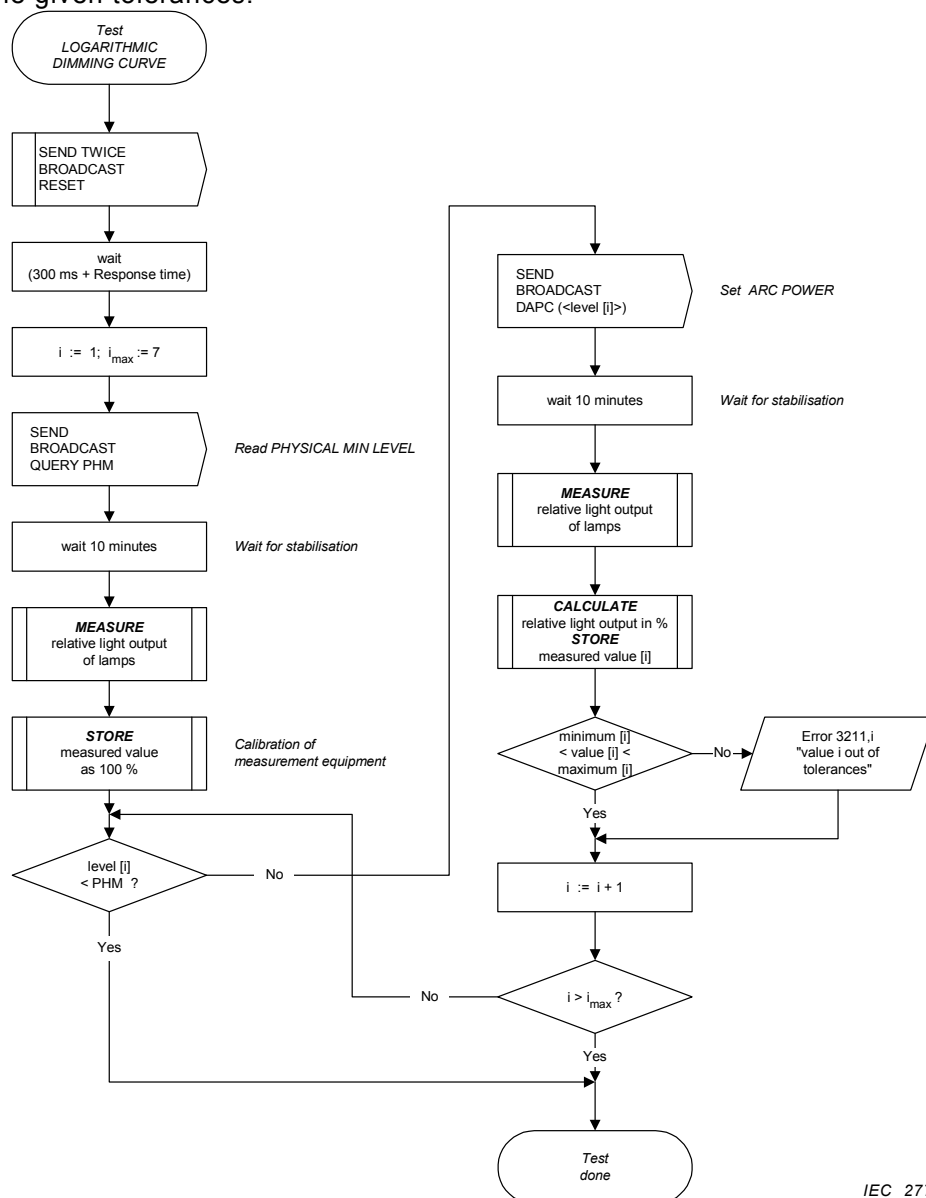 given tolerances.
Test
LOGARITHMIC
DIMMING CURVE
SEND TWICE
BROADCAST
RESET
wait
(300 ms + Response time)
i := 1; imax := 7
SEND
BROADCAST
QUERY PHM
Read PHYSICAL MIN LEVEL
wait 10 minutes
Wait for stabilisation
MEASURE
relative light output
of lamps
STORE
measured value
as 100 %
Calibration of
measurement equipment
level [i]
< PHM ?
No
Yes
SEND
BROADCAST
DAPC (<level [i]>)
Set ARC POWER
wait 10 minutes
Wait for stabilisation
MEASURE
relative light output
of lamps
CALCULATE
relative light output in %
STORE
measured value [i]
minimum [i]
< value [i] <
maximum [i]
No
Error 3211,i
"value i out of
tolerances"
Yes
i := i + 1
i > imax ?
No
Yes
Test
done
IEC 277